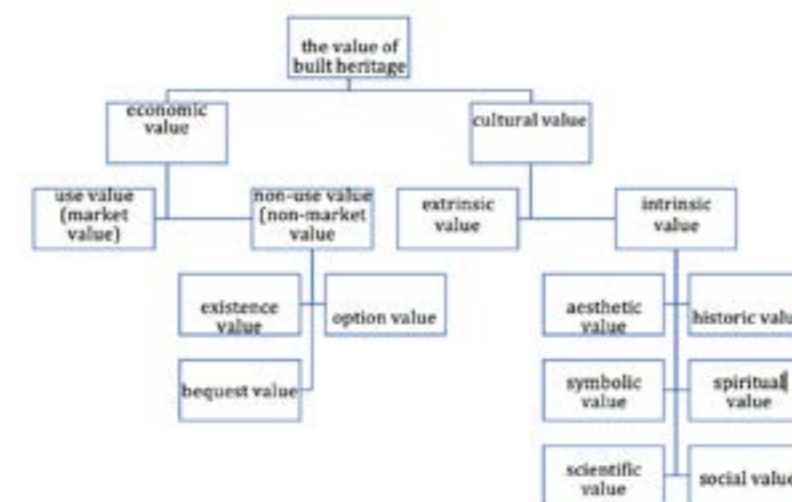 the value of
built heritage
economic
value
cultural value
use value
(market
value)
non-use value
(non-market
value
extrinsic
value
intrinsic
value
existence
value
option value
aesthetic
value
historic valu
bequest value
symbolic
value
spiritual
value
scientific
value
social value